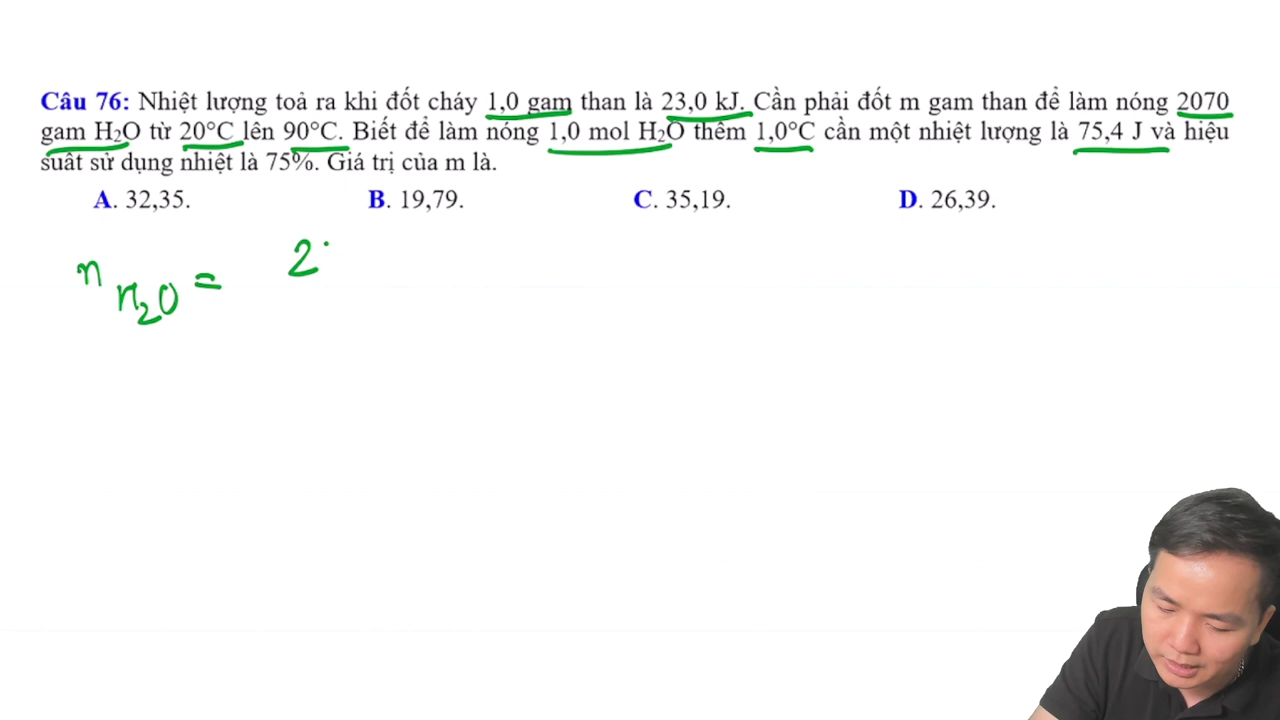 Câu 76: Nhiệt lượng toả ra khi đốt cháy 1,0 gam than là 23,0 kJ. Cần phải đốt m gam than để làm nóng 2070
gam H₂O từ 20°C lên 90°C. Biết để làm nóng 1,0 mol H₂O thêm 1,0°C cần một nhiệt lượng là 75,4 J và hiệu
suất sử dụng nhiệt là 75%. Giá trị của m là.
A. 32,35. B. 19,79. C. 35,19. D. 26,39.
n H₂O = 2